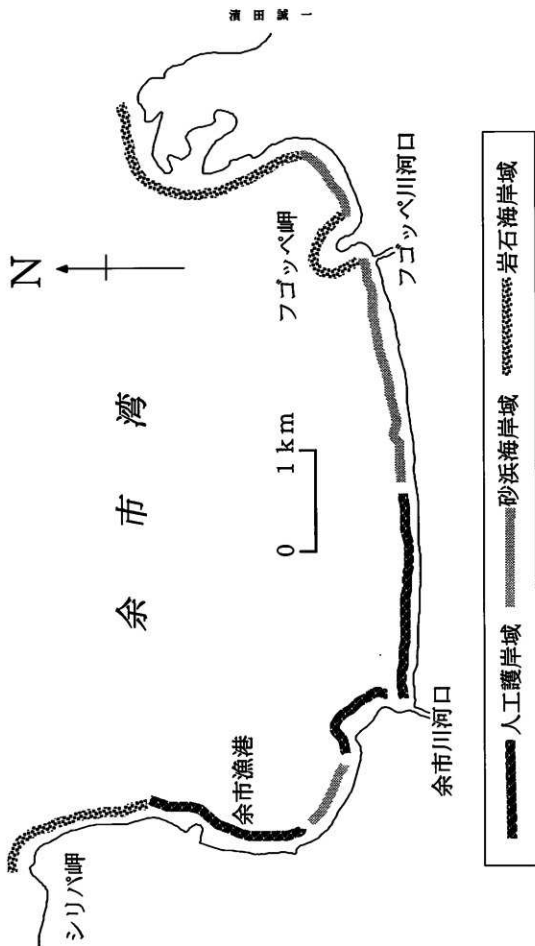 濱田誠一
N
余市湾
0 1km
シリパ岬
余市漁港
余市川河口
フゴッペ岬
フゴッペ川河口
人工護岸域
砂浜海岸域
岩石海岸域